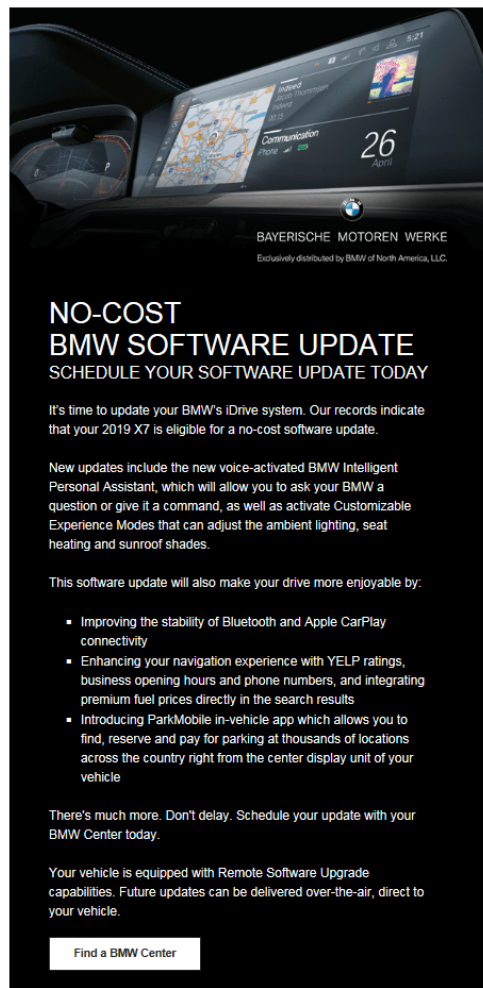 5:21
Indeed
Jacob, Thomassen
Indeed
00:15
Communication
iPhone
26
April
0
P
BMW
BAYERISCHE MOTOREN WERKE
Exclusively distributed by BMW of North America, LLC.
NO-COST
BMW SOFTWARE UPDATE
SCHEDULE YOUR SOFTWARE UPDATE TODAY
It's time to update your BMW's iDrive system. Our records indicate
that your 2019 X7 is eligible for a no-cost software update.
New updates include the new voice-activated BMW Intelligent
Personal Assistant, which will allow you to ask your BMW a
question or give it a command, as well as activate Customizable
Experience Modes that can adjust the ambient lighting, seat
heating and sunroof shades.
This software update will also make your drive more enjoyable by:
▪ Improving the stability of Bluetooth and Apple CarPlay
connectivity
▪ Enhancing your navigation experience with YELP ratings,
business opening hours and phone numbers, and integrating
premium fuel prices directly in the search results
▪ Introducing ParkMobile in-vehicle app which allows you to
find, reserve and pay for parking at thousands of locations
across the country right from the center display unit of your
vehicle
There's much more. Don't delay. Schedule your update with your
BMW Center today.
Your vehicle is equipped with Remote Software Upgrade
capabilities. Future updates can be delivered over-the-air, direct to
your vehicle.
Find a BMW Center